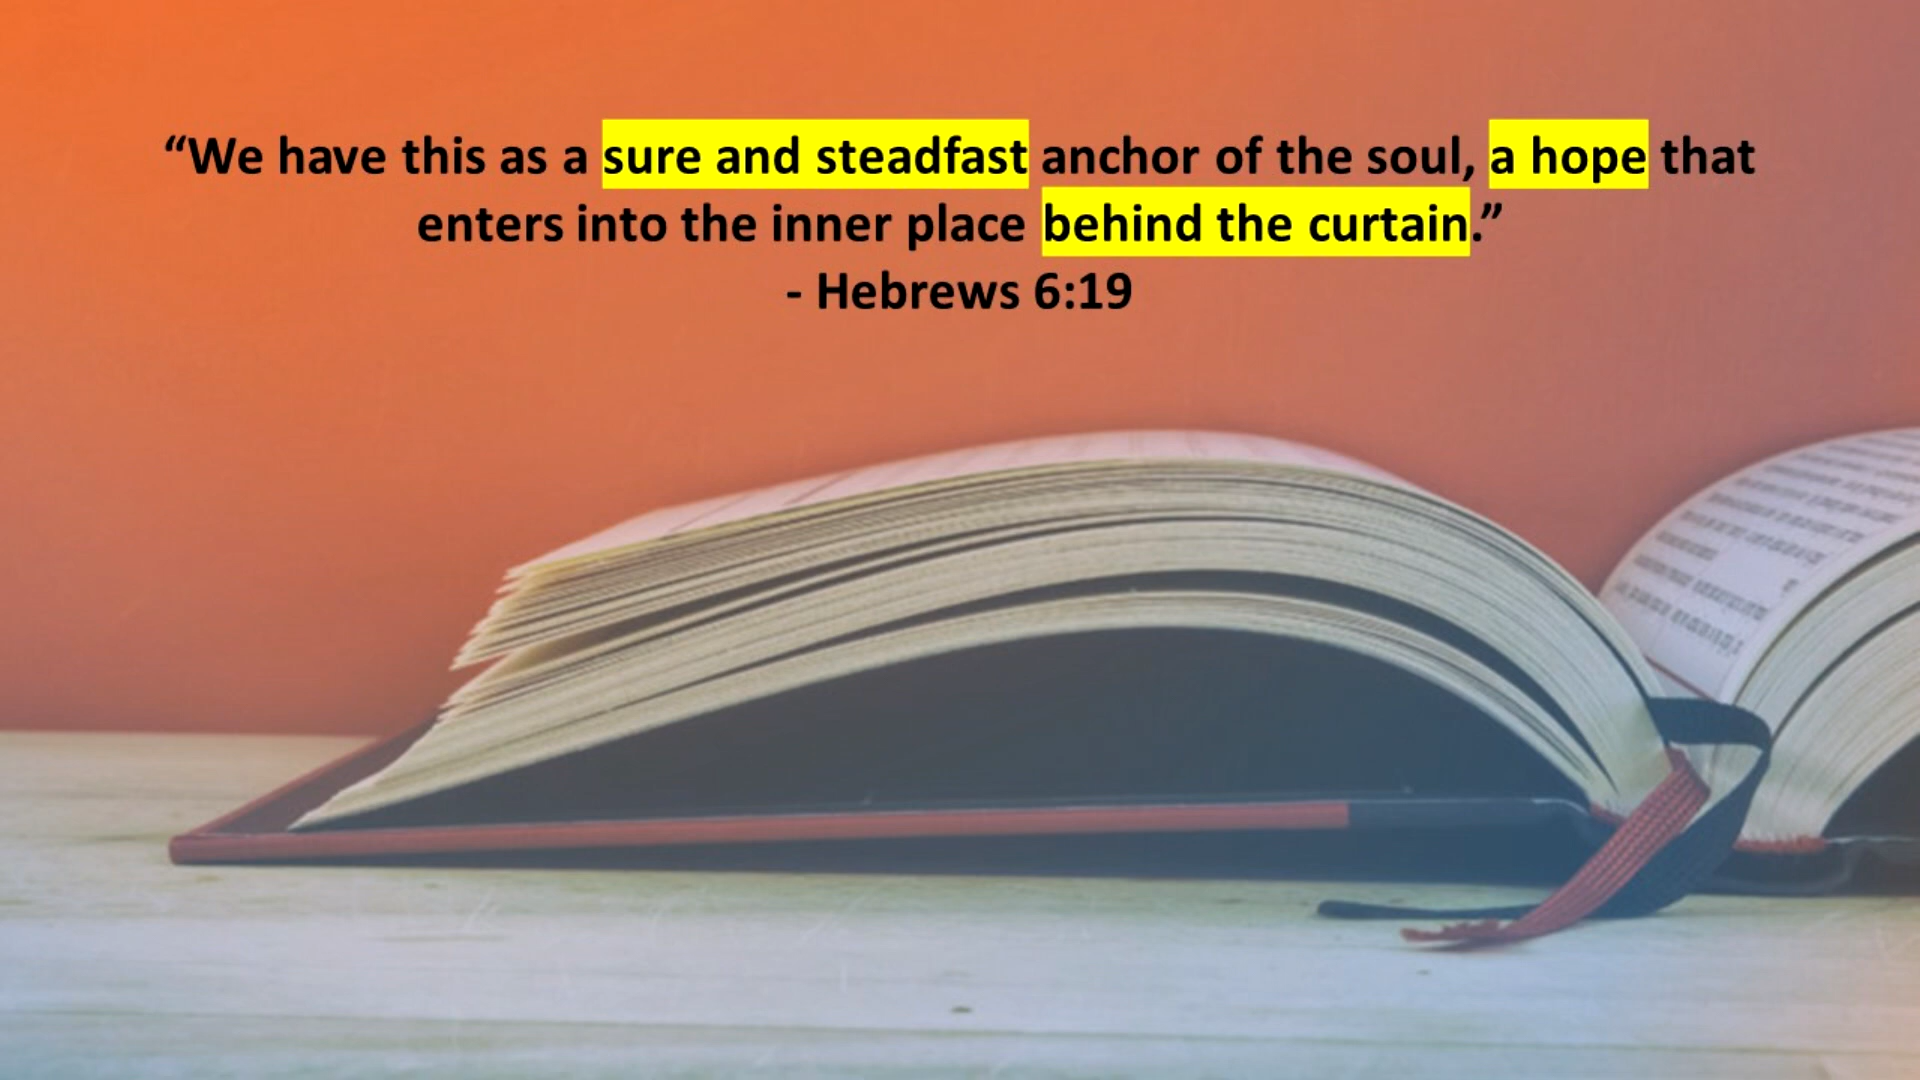 “We have this as a sure and steadfast anchor of the soul, a hope that
enters into the inner place behind the curtain.”
- Hebrews 6:19